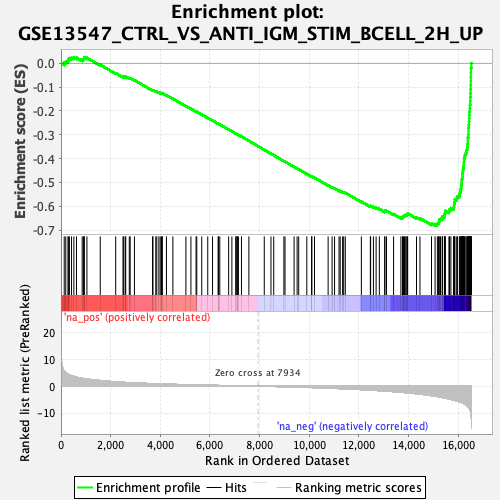 Enrichment plot:
GSE13547_CTRL_VS_ANTI_IGM_STIM_BCELL_2H_UP
Enrichment score (ES)
0.0
-0.1
-0.2
-0.3
-0.4
-0.5
-0.6
-0.7
'na_pos' (positively correlated)
Ranked list metric (PreRanked)
20
10
0
-10
Zero cross at 7934
'na_neg' (negatively correlated)
0
2,000
4,000
6,000
8,000
10,000
12,000
14,000
16,000
Rank in Ordered Dataset
Enrichment profile
Hits
Ranking metric scores